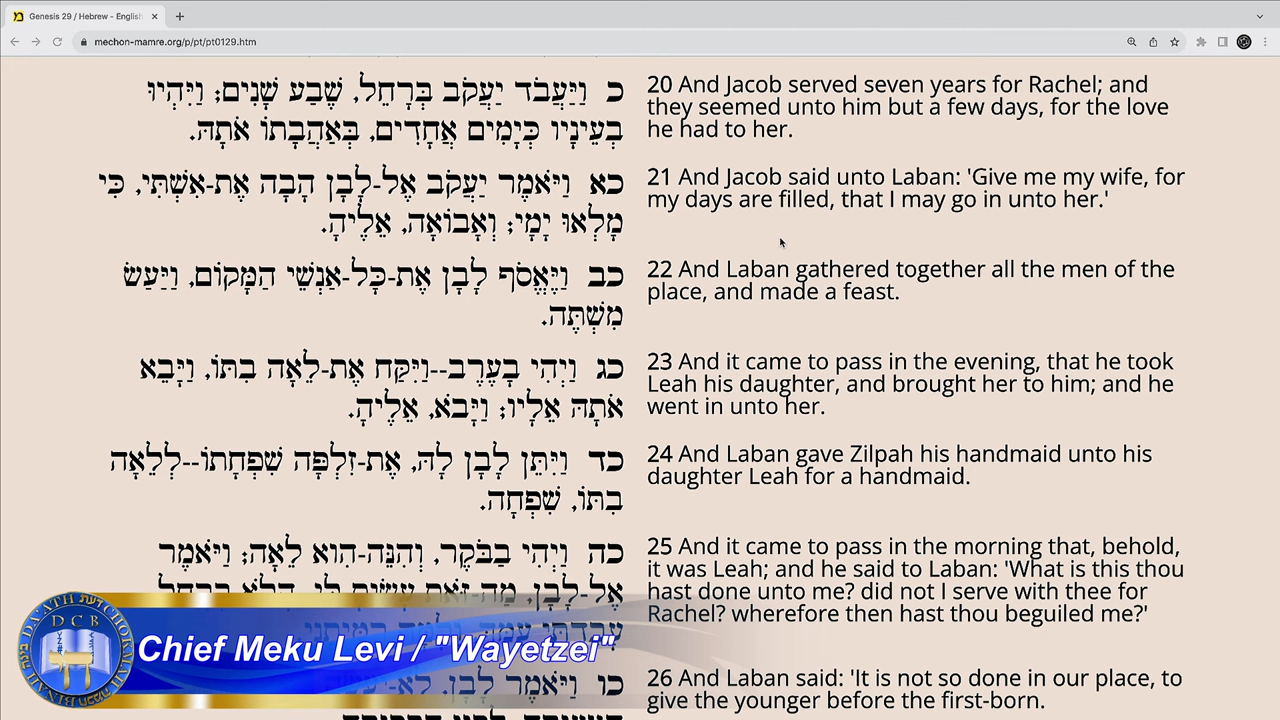 Genesis 29 / Hebrew - English
mechon-mamre.org/p/pt/pt0129.htm
כ וַיַּעֲבֹד יַעֲקֹב בְּרָחֵל, שֶׁבַע שָׁנִים; וַיִּהְיוּ
בְעֵינָיו כְּיָמִים אֲחָדִים, בְּאַהֲבָתוֹ אֹתָהּ.
20 And Jacob served seven years for Rachel; and
they seemed unto him but a few days, for the love
he had to her.
כא וַיֹּאמֶר יַעֲקֹב אֶל-לָבָן הָבָה אֶת-אִשְׁתִּי, כִּי
מָלְאוּ יָמָי; וְאָבוֹאָה, אֵלֶיהָ.
21 And Jacob said unto Laban: 'Give me my wife, for
my days are filled, that I may go in unto her.'
כב וַיֶּאֱסֹף לָבָן אֶת-כָּל-אַנְשֵׁי הַמָּקוֹם, וַיַּעַשׂ
מִשְׁתֶּה.
22 And Laban gathered together all the men of the
place, and made a feast.
כג וַיְהִי בָעֶרֶב--וַיִּקַּח אֶת-לֵאָה בִתּוֹ, וַיָּבֵא
אֹתָהּ אֵלָיו; וַיָּבֹא, אֵלֶיהָ.
23 And it came to pass in the evening, that he took
Leah his daughter, and brought her to him; and he
went in unto her.
כד וַיִּתֵּן לָבָן לָהּ, אֶת-זִלְפָּה שִׁפְחָתוֹ--לְלֵאָה
בִתּוֹ, שִׁפְחָה.
24 And Laban gave Zilpah his handmaid unto his
daughter Leah for a handmaid.
כה וַיְהִי בַבֹּקֶר, וְהִנֵּה-הִוא לֵאָה; וַיֹּאמֶר
אֶל-לָבָן, מַה-זֹּאת עָשִׂיתָ לִּי--הֲלֹא בְרָחֵל
עָבַדְתִּי עִמָּךְ, וְלָמָּה רִמִּיתָנִי
25 And it came to pass in the morning that, behold,
it was Leah; and he said to Laban: 'What is this thou
hast done unto me? did not I serve with thee for
Rachel? wherefore then hast thou beguiled me?'
כו וַיֹּאמֶר לָבָן, לֹא-
26 And Laban said: 'It is not so done in our place, to
give the younger before the first-born.
DCB
Chief Meku Levi / "Wayetzei"